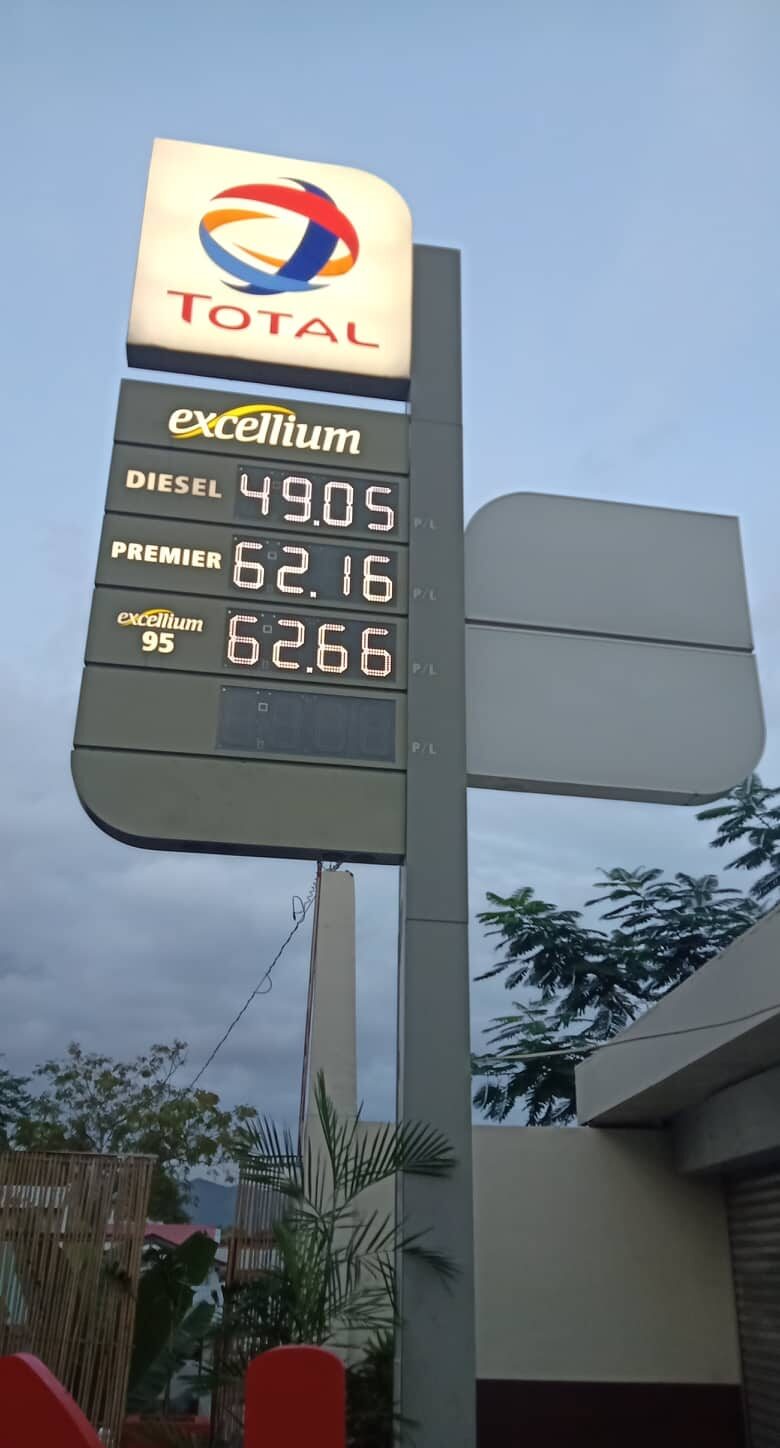 TOTAL
excellium
DIESEL 49.05 P/L
PREMIER 62.16 P/L
excellium 95 62.66 P/L
P/L